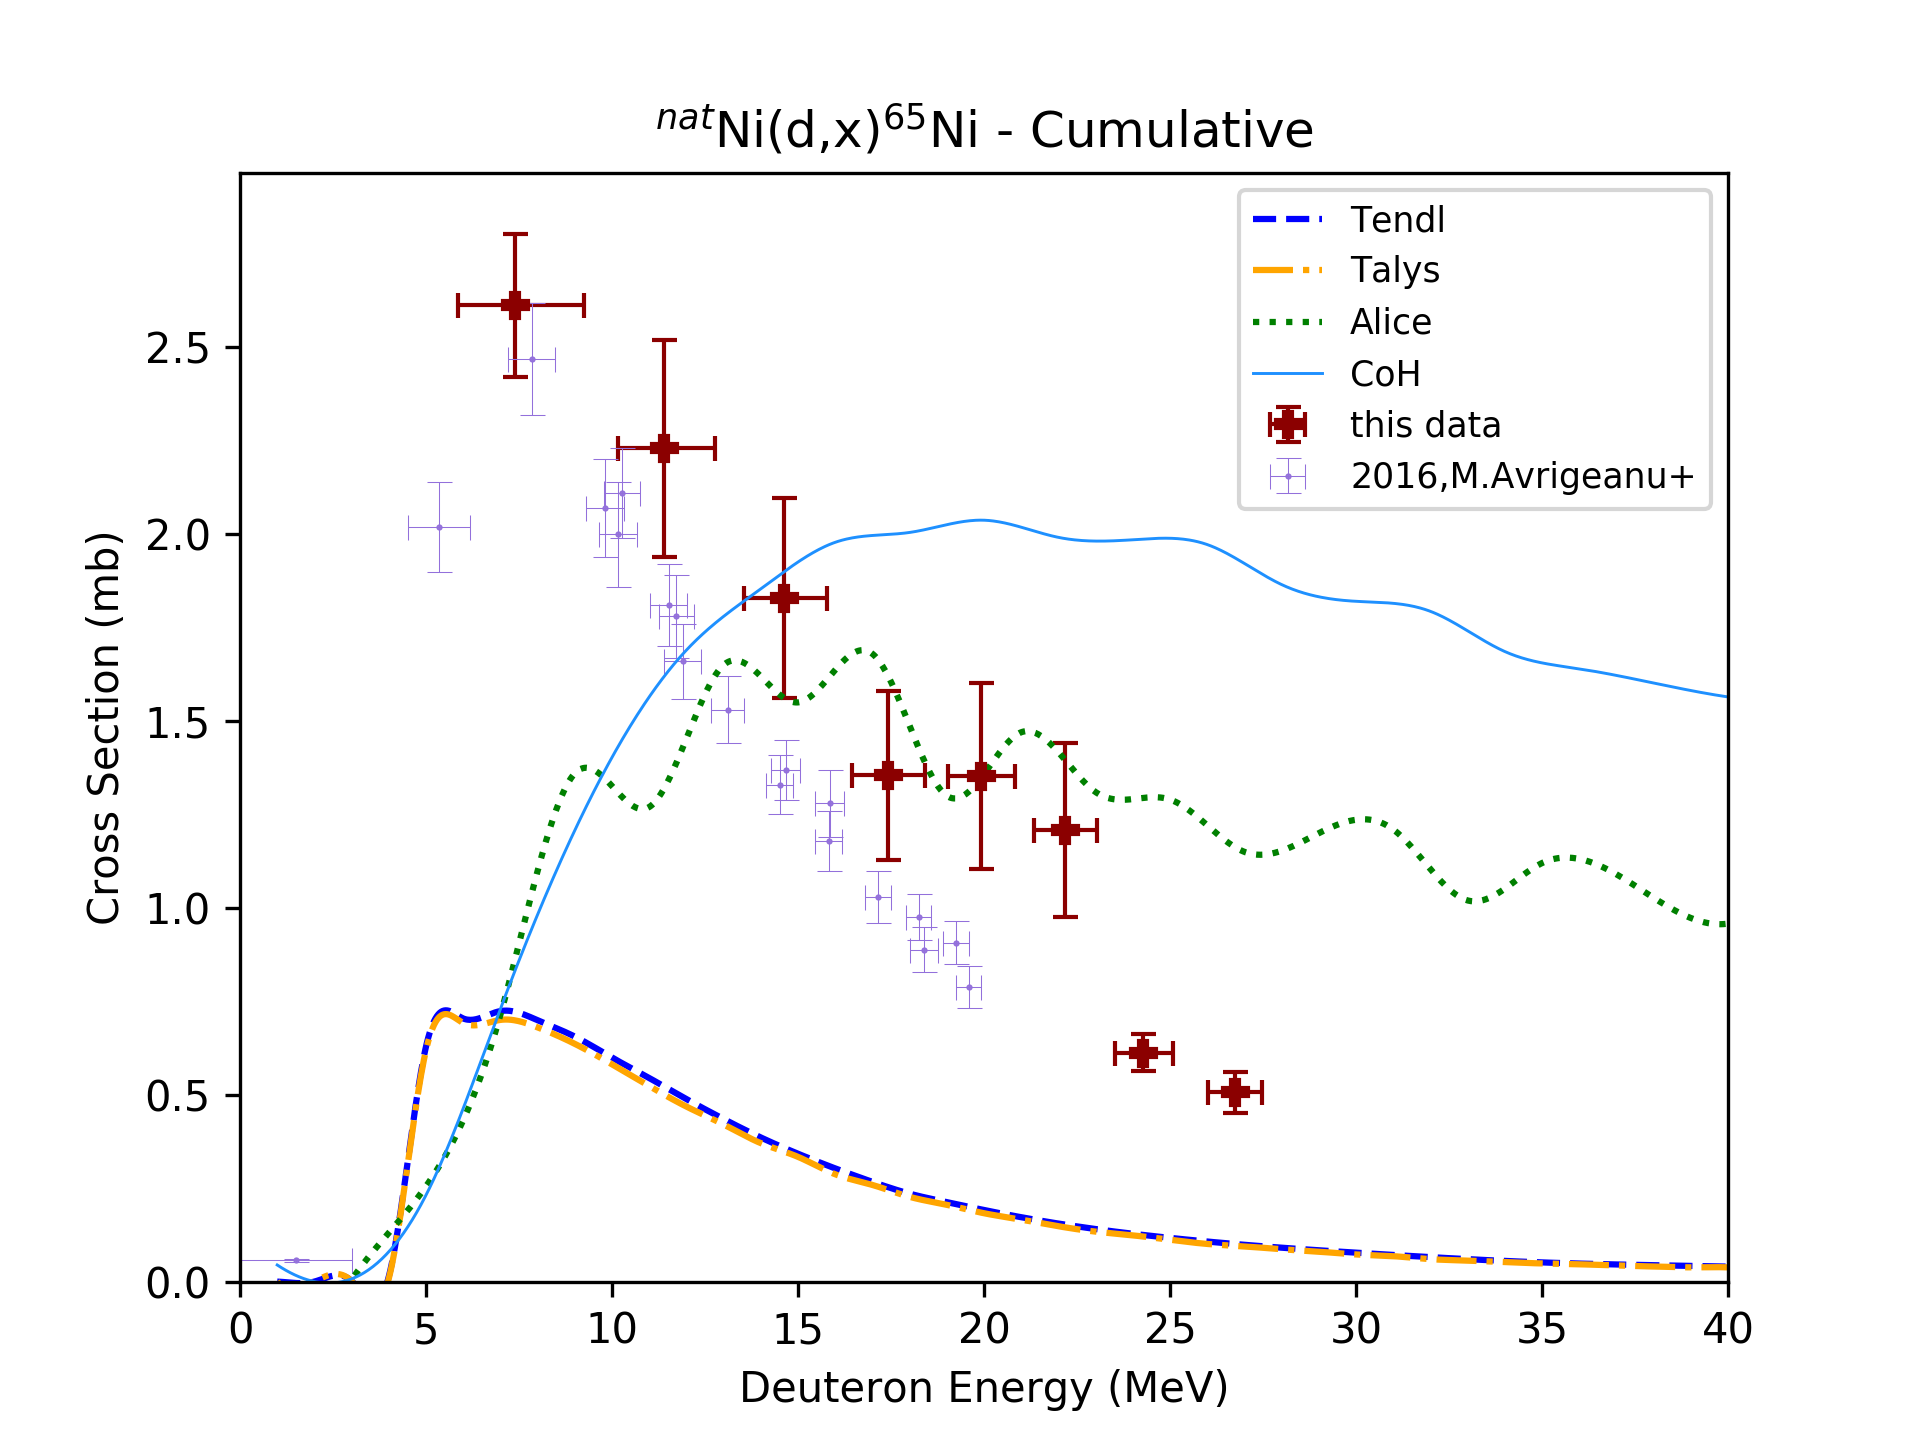 natNi(d,x)65Ni - Cumulative
Tendl
Talys
Alice
CoH
this data
2016,M.Avrigeanu+
Cross Section (mb)
2.5
2.0
1.5
1.0
0.5
0.0
0 5 10 15 20 25 30 35 40
Deuteron Energy (MeV)